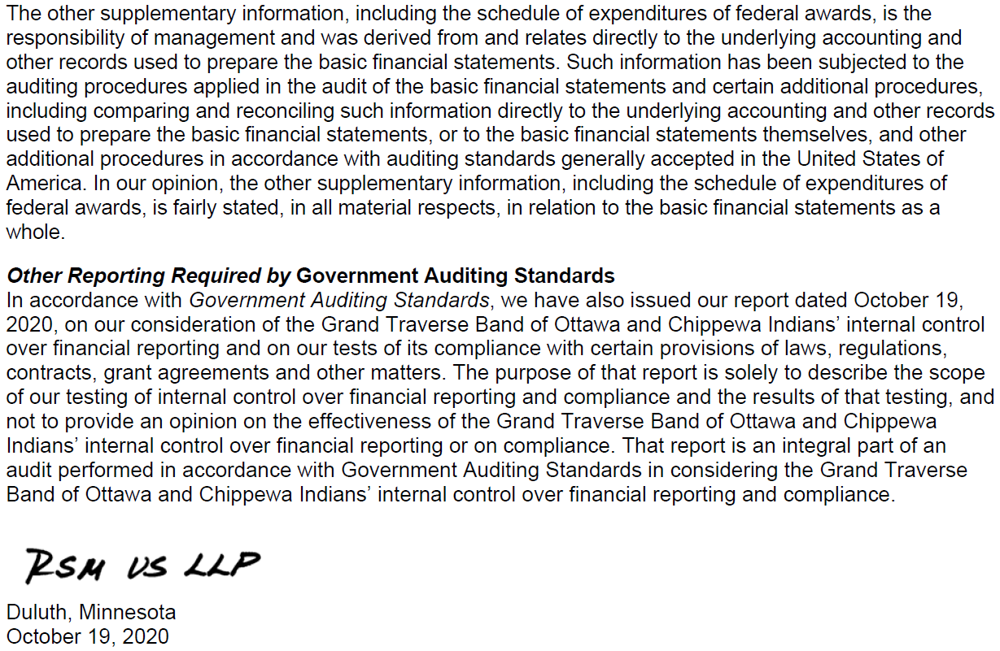 The other supplementary information, including the schedule of expenditures of federal awards, is the
responsibility of management and was derived from and relates directly to the underlying accounting and
other records used to prepare the basic financial statements. Such information has been subjected to the
auditing procedures applied in the audit of the basic financial statements and certain additional procedures,
including comparing and reconciling such information directly to the underlying accounting and other records
used to prepare the basic financial statements, or to the basic financial statements themselves, and other
additional procedures in accordance with auditing standards generally accepted in the United States of
America. In our opinion, the other supplementary information, including the schedule of expenditures of
federal awards, is fairly stated, in all material respects, in relation to the basic financial statements as a
whole.
Other Reporting Required by Government Auditing Standards
In accordance with Government Auditing Standards, we have also issued our report dated October 19,
2020, on our consideration of the Grand Traverse Band of Ottawa and Chippewa Indians’ internal control
over financial reporting and on our tests of its compliance with certain provisions of laws, regulations,
contracts, grant agreements and other matters. The purpose of that report is solely to describe the scope
of our testing of internal control over financial reporting and compliance and the results of that testing, and
not to provide an opinion on the effectiveness of the Grand Traverse Band of Ottawa and Chippewa
Indians’ internal control over financial reporting or on compliance. That report is an integral part of an
audit performed in accordance with Government Auditing Standards in considering the Grand Traverse
Band of Ottawa and Chippewa Indians’ internal control over financial reporting and compliance.
RSM US LLP
Duluth, Minnesota
October 19, 2020